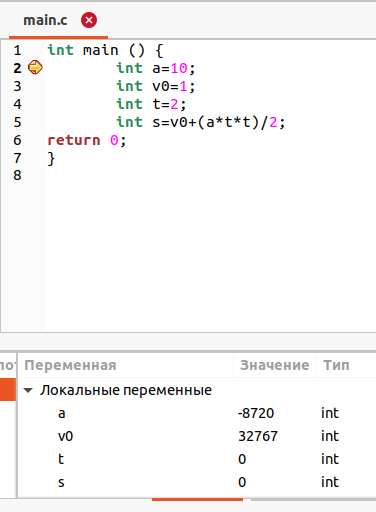 main.c
1 int main () {
2 int a=10;
3 int v0=1;
4 int t=2;
5 int s=v0+(a*t*t)/2;
6 return 0;
7 }
8
Переменная Значение Тип
Локальные переменные
a -8720 int
v0 32767 int
t 0 int
s 0 int